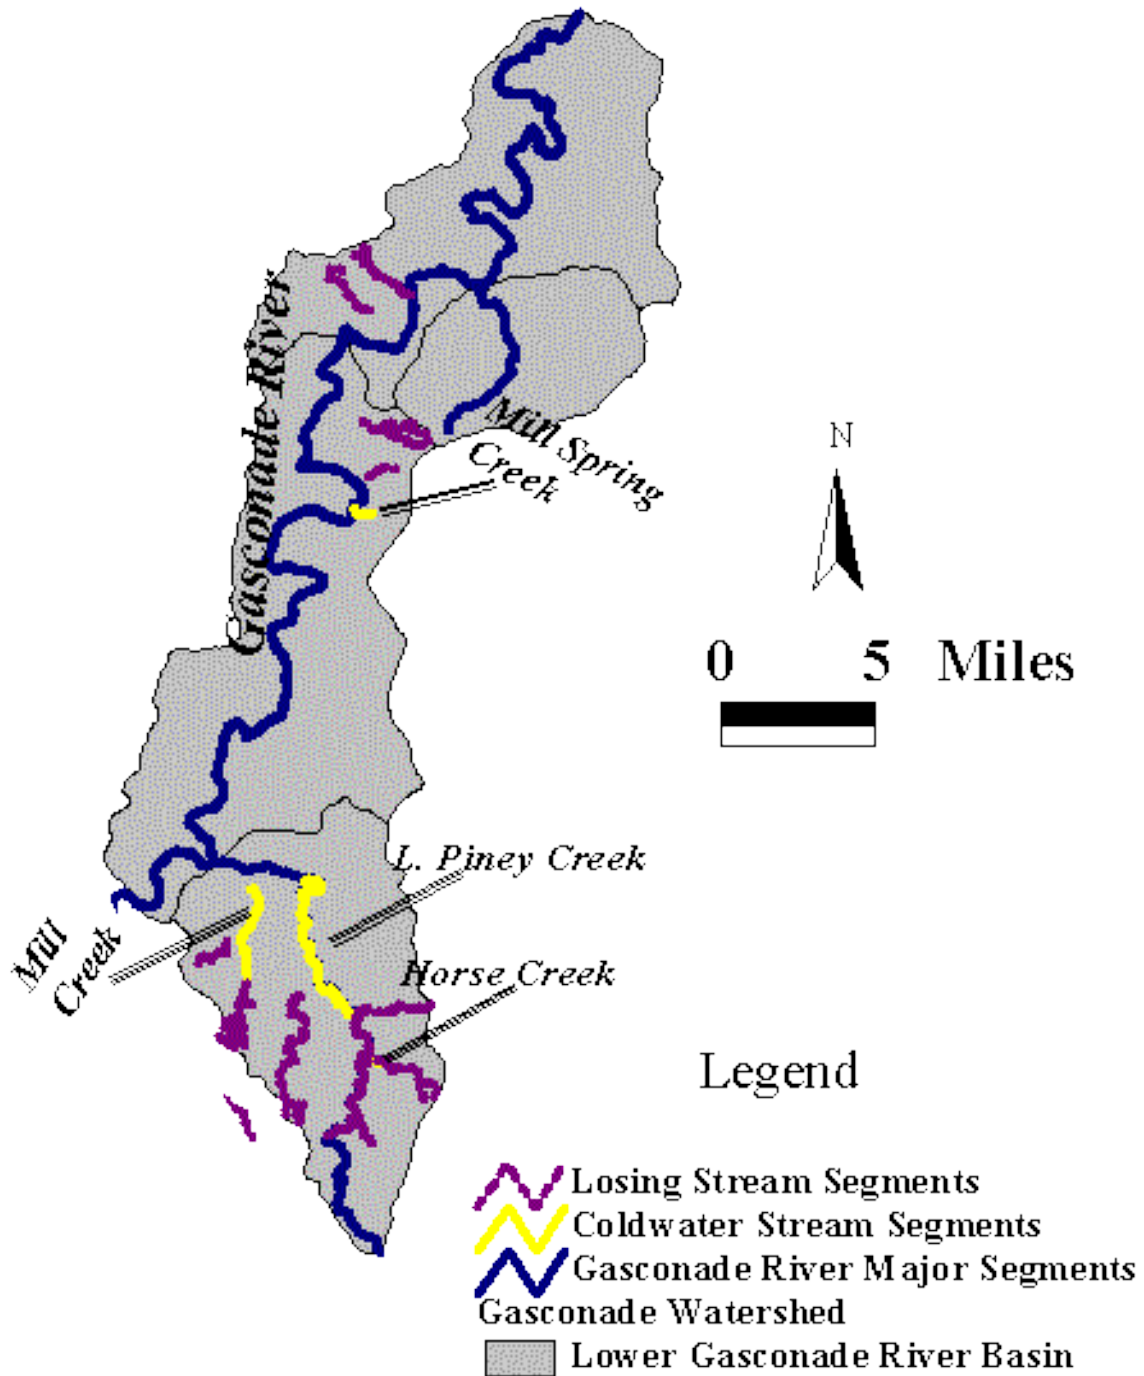 Gasconade River
Mill Spring
Creek
N
0 5 Miles
L. Piney Creek
Mill
Creek
Horse Creek
Legend
Losing Stream Segments
Coldwater Stream Segments
Gasconade River Major Segments
Gasconade Watershed
Lower Gasconade River Basin